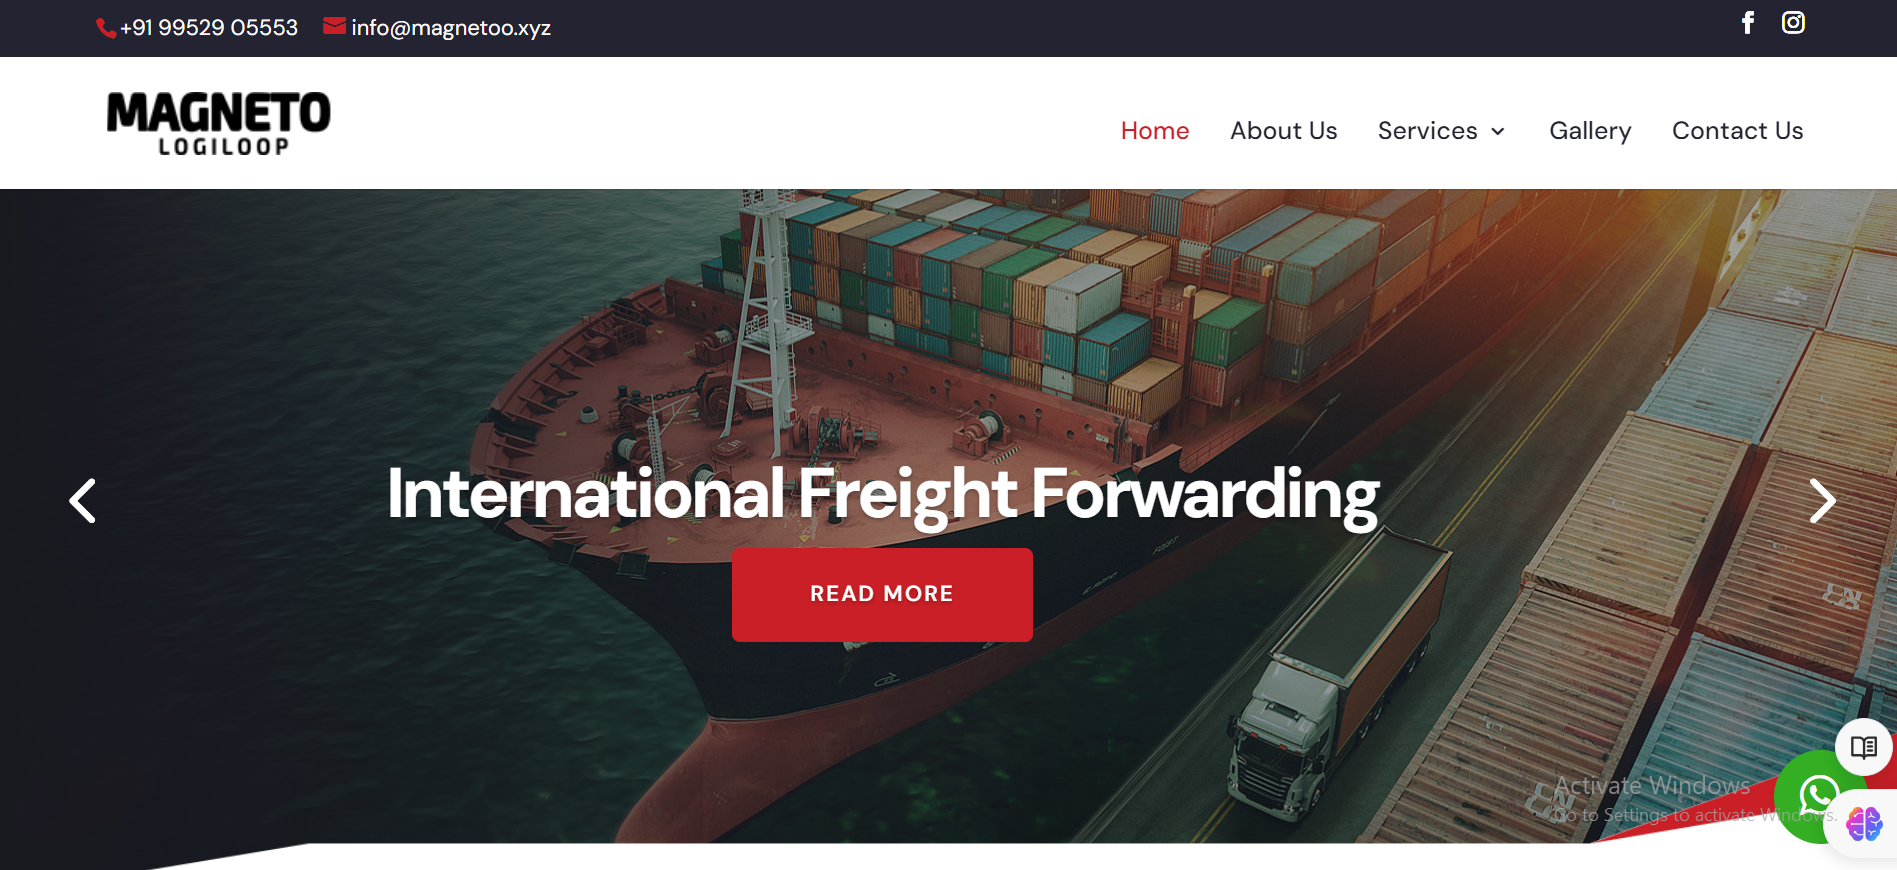 +91 99529 05553 info@magnetoo.xyz
MAGNETO
LOGILOOP
Home About Us Services Gallery Contact Us
International Freight Forwarding
READ MORE
Activate Windows
Go to Settings to activate Windows.